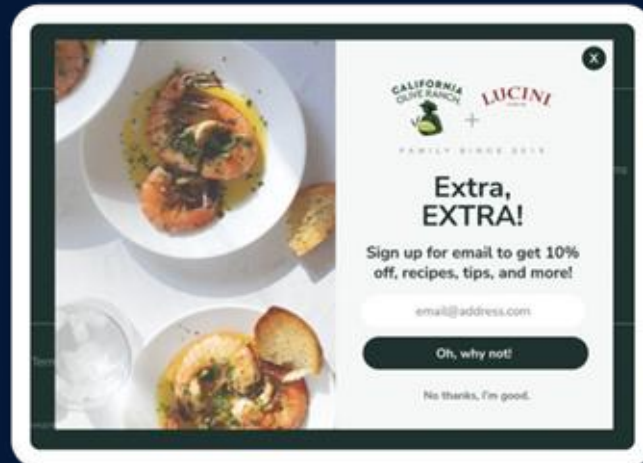 X
CALIFORNIA
OLIVE RANCH
LUCINI
+
FAMILY SINCE 2015
Extra,
EXTRA!
Sign up for email to get 10%
off, recipes, tips, and more!
email@address.com
Oh, why not!
No thanks, I'm good.